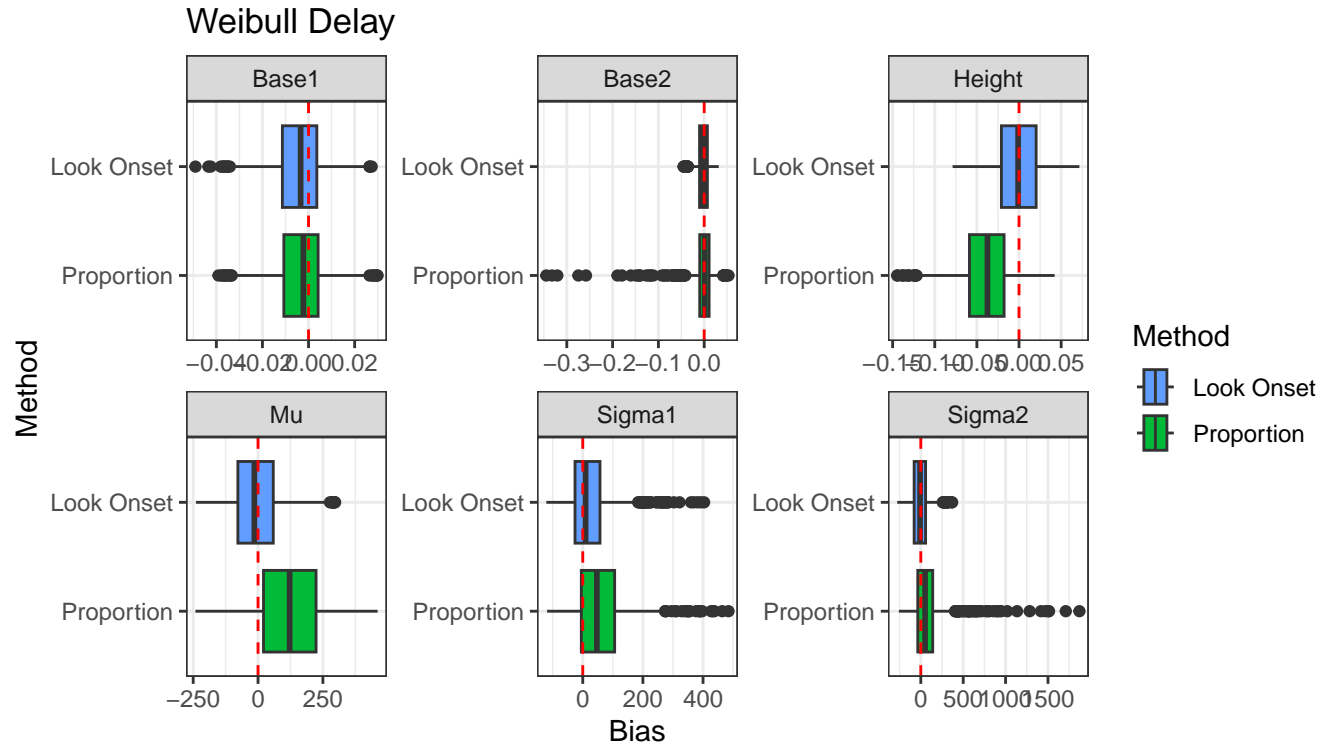 Weibull Delay
Base1 Base2 Height
Look Onset Look Onset Look Onset
Proportion Proportion Proportion
−0.04 −0.02 0.00 0.02 −0.3 −0.2 −0.1 0.0 −0.15 −0.10 −0.05 0.00 0.05
Mu Sigma1 Sigma2
Look Onset Look Onset Look Onset
Proportion Proportion Proportion
−250 0 250 0 200 400 0 500 1000 1500
Bias
Method
Method
Look Onset
Proportion